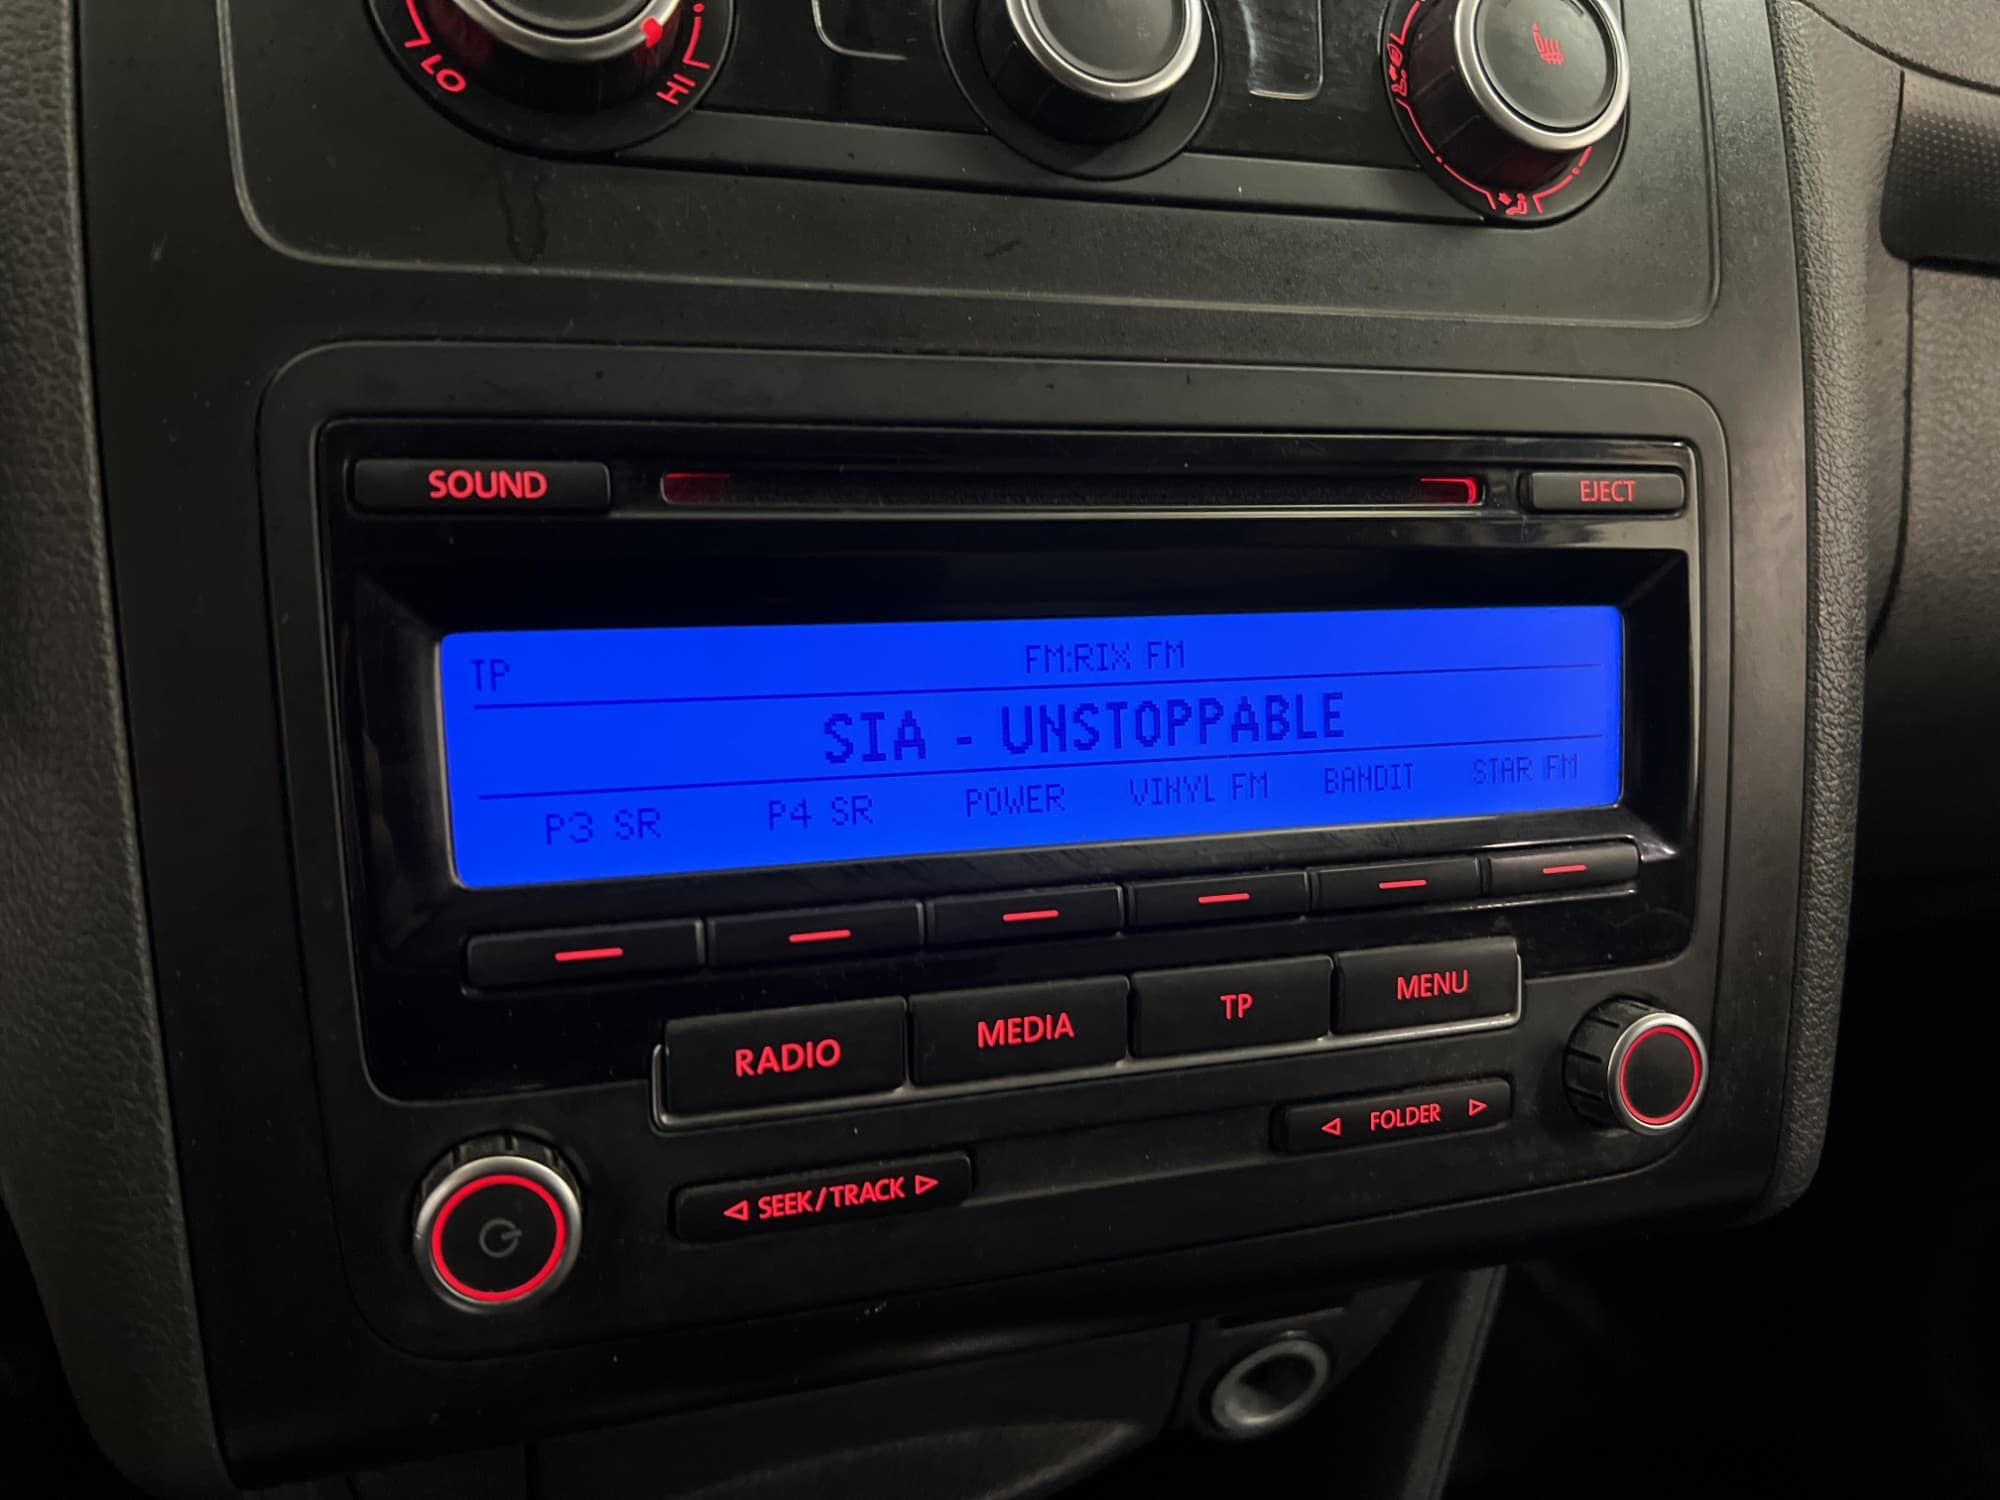 LO HI
SOUND EJECT
TP FM:RIX FM
SIA - UNSTOPPABLE
P3 SR P4 SR POWER VINYL FM BANDIT STAR FM
RADIO MEDIA TP MENU
FOLDER
SEEK/TRACK